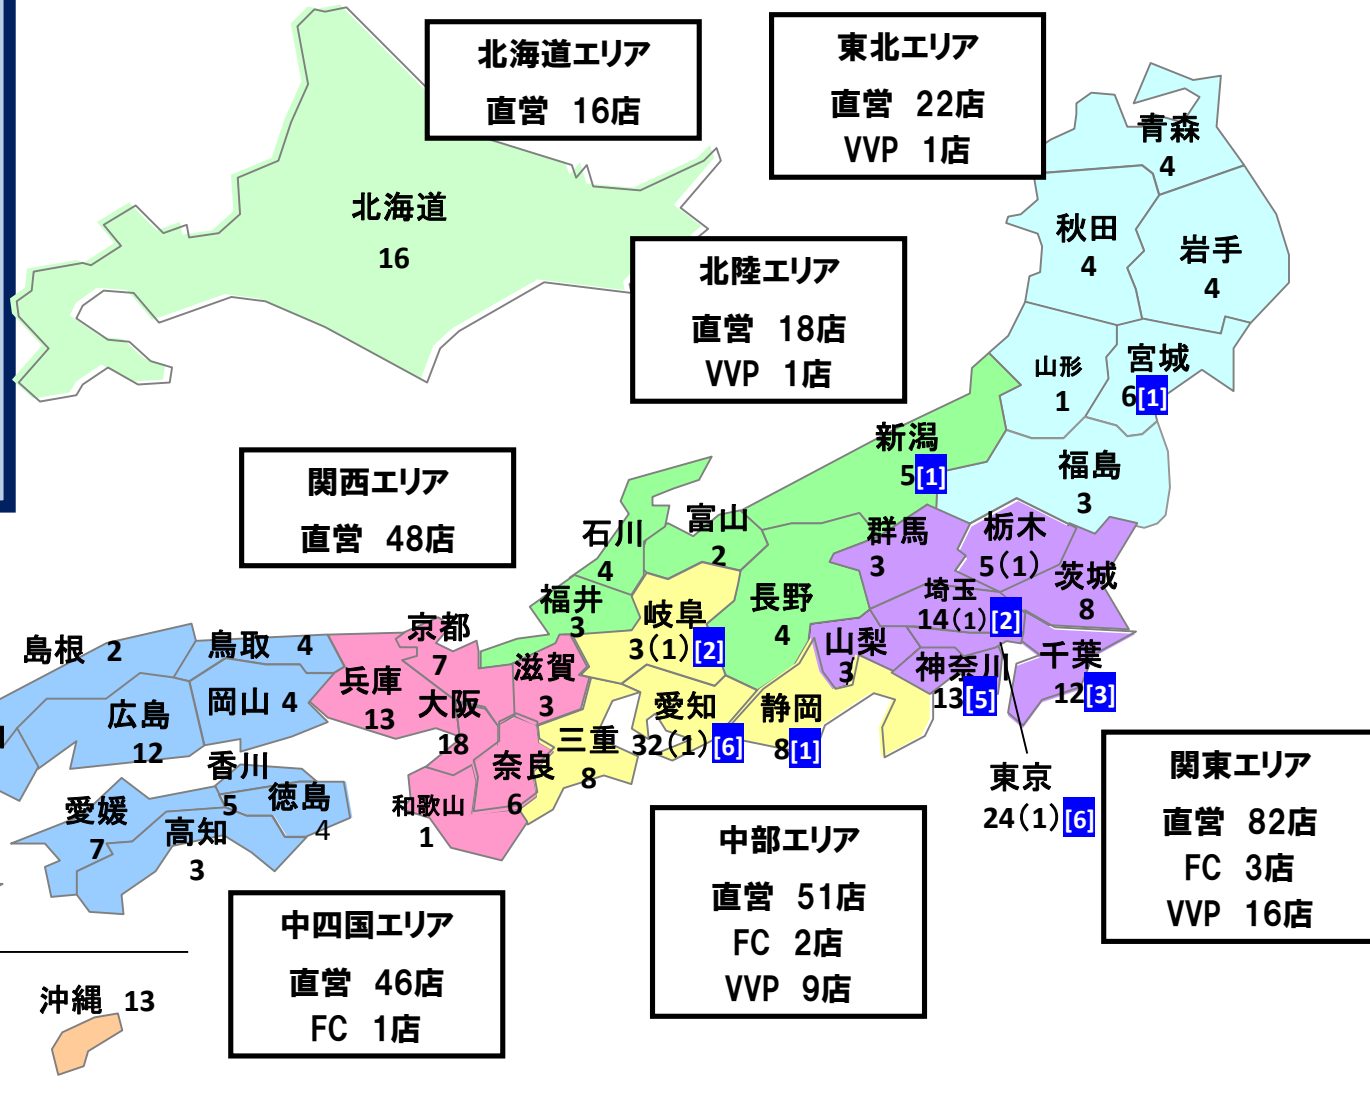 北海道エリア
直営 16店
東北エリア
直営 22店
VVP 1店
青森
4
北海道
16
秋田
4
岩手
4
北陸エリア
直営 18店
VVP 1店
山形
1
宮城
6[1]
新潟
5[1]
福島
3
関西エリア
直営 48店
石川
4
富山
2
群馬
3
栃木
5(1)
茨城
8
福井
3
岐阜
3(1)[2]
長野
4
埼玉
14(1)[2]
山梨
3
神奈川
13[5]
千葉
12[3]
島根 2
鳥取 4
京都
7
滋賀
3
兵庫
13
大阪
18
岡山 4
広島
12
愛知
32(1)[6]
静岡
8[1]
三重
8
奈良
6
香川
5
徳島
4
和歌山
1
愛媛
7
高知
3
東京
24(1)[6]
関東エリア
直営 82店
FC 3店
VVP 16店
中部エリア
直営 51店
FC 2店
VVP 9店
中四国エリア
直営 46店
FC 1店
沖縄 13